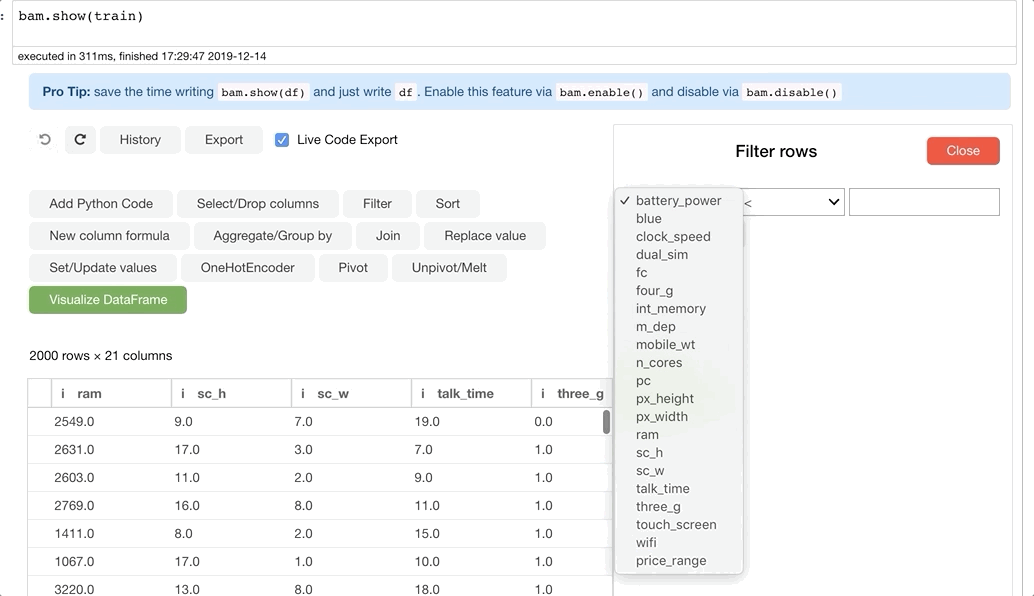 : bam.show(train)
executed in 311ms, finished 17:29:47 2019-12-14
Pro Tip: save the time writing bam.show(df) and just write df . Enable this feature via bam.enable() and disable via bam.disable()
History Export Live Code Export
Add Python Code Select/Drop columns Filter Sort
New column formula Aggregate/Group by Join Replace value
Set/Update values OneHotEncoder Pivot Unpivot/Melt
Visualize DataFrame
2000 rows × 21 columns
i ram i sc_h i sc_w i talk_time i three_g
2549.0 9.0 7.0 19.0 0.0
2631.0 17.0 3.0 7.0 1.0
2603.0 11.0 2.0 9.0 1.0
2769.0 16.0 8.0 11.0 1.0
1411.0 8.0 2.0 15.0 1.0
1067.0 17.0 1.0 10.0 1.0
3220.0 13.0 8.0 18.0 1.0
Filter rows Close
✓ battery_power <
blue
clock_speed
dual_sim
fc
four_g
int_memory
m_dep
mobile_wt
n_cores
pc
px_height
px_width
ram
sc_h
sc_w
talk_time
three_g
touch_screen
wifi
price_range